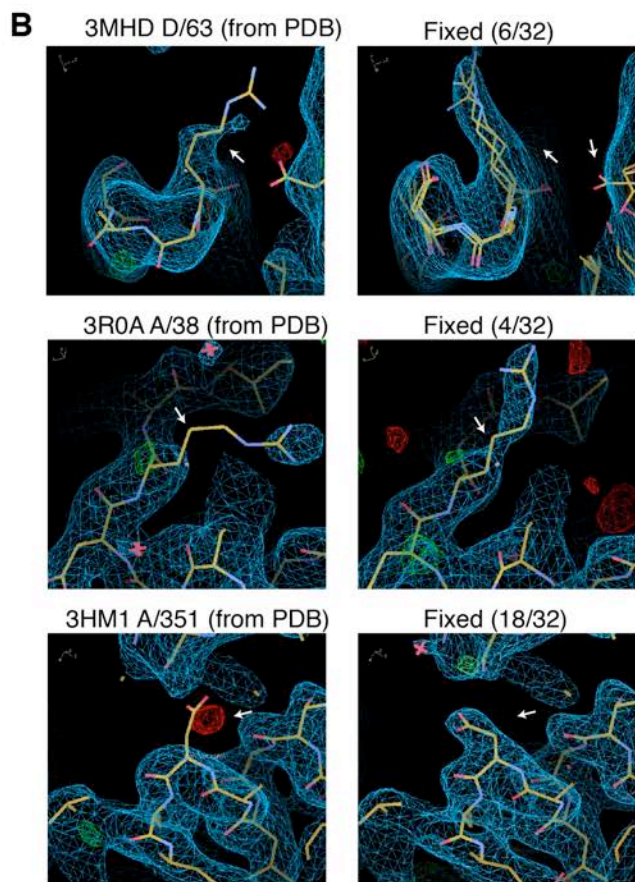 B
3MHD D/63 (from PDB) Fixed (6/32)
3R0A A/38 (from PDB) Fixed (4/32)
3HM1 A/351 (from PDB) Fixed (18/32)